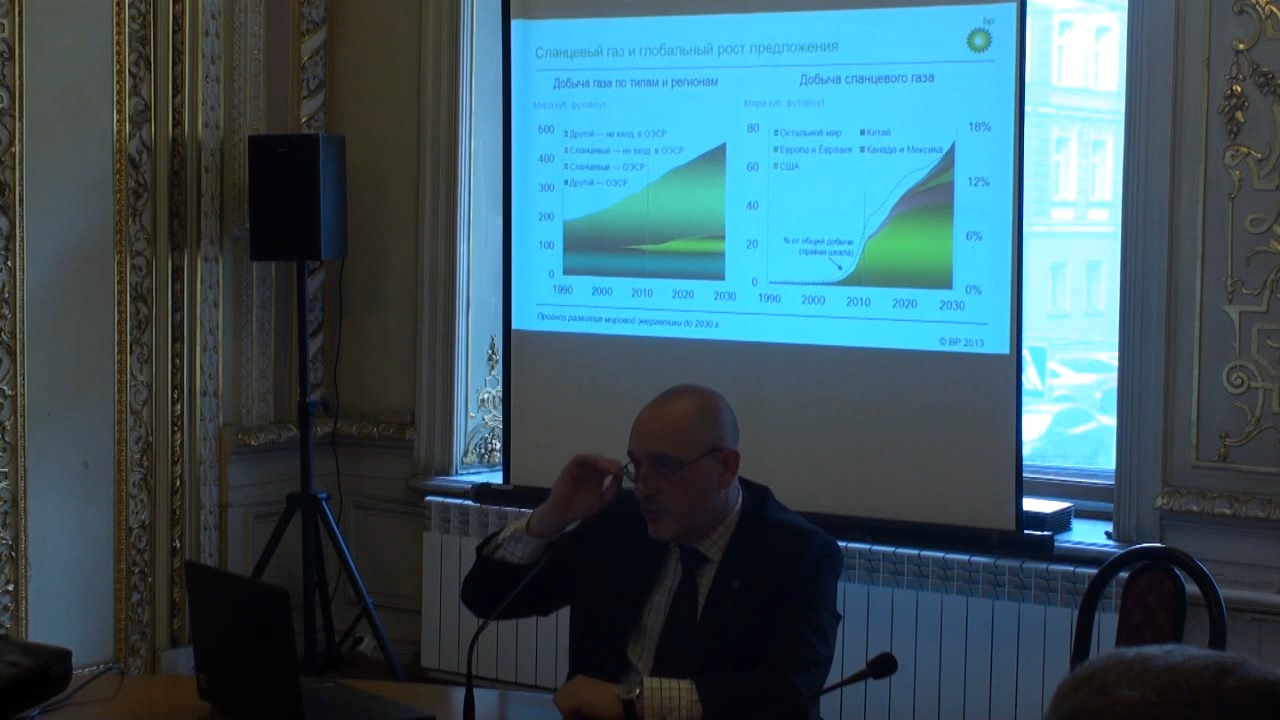 bp
Сланцевый газ и глобальный рост предложения
Добыча газа по типам и регионам
Млрд куб. футов/сут.
600
500
400
300
200
100
0
Другой — не вход. в ОЭСР
Сланцевый — не вход. в ОЭСР
Сланцевый — ОЭСР
Другой — ОЭСР
1990 2000 2010 2020 2030
Добыча сланцевого газа
Млрд куб. футов/сут.
80
60
40
20
0
Остальной мир Китай
Европа и Евразия Канада и Мексика
США
% от общей добычи
(правая шкала)
18%
12%
6%
0%
1990 2000 2010 2020 2030
Прогноз развития мировой энергетики до 2030 г.
© BP 2013